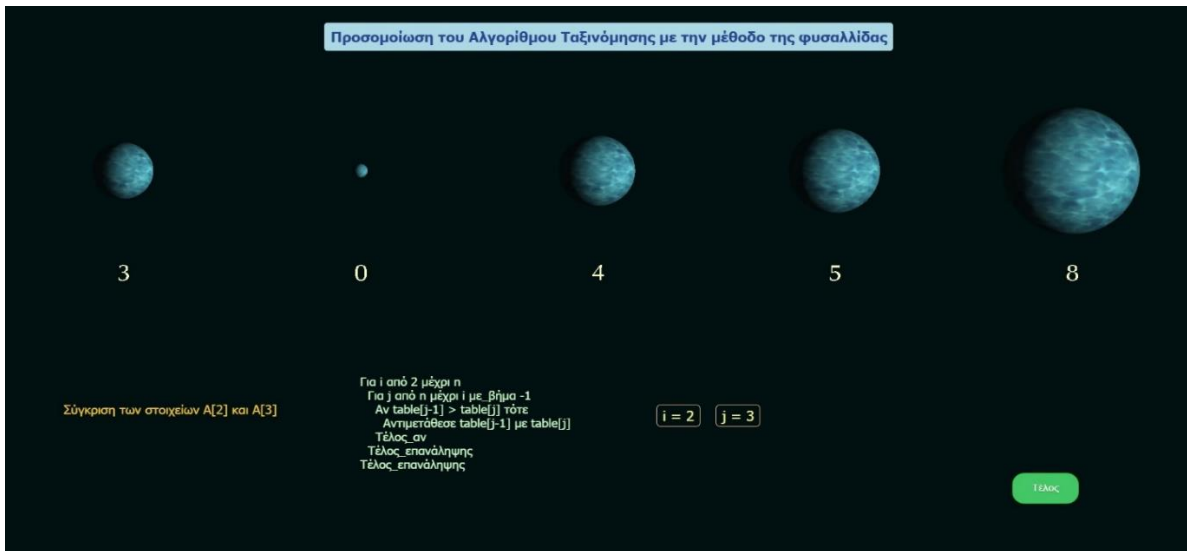 Προσομοίωση του Αλγορίθμου Ταξινόμησης με την μέθοδο της φυσαλλίδας
3 0 4 5 8
Σύγκριση των στοιχείων A[2] και A[3]
Για i από 2 μέχρι n
Για j από n μέχρι i με_βήμα -1
Αν table[j-1] > table[j] τότε
Αντιμετάθεσε table[j-1] με table[j]
Τέλος_αν
Τέλος_επανάληψης
Τέλος_επανάληψης
i = 2 j = 3
Τέλος